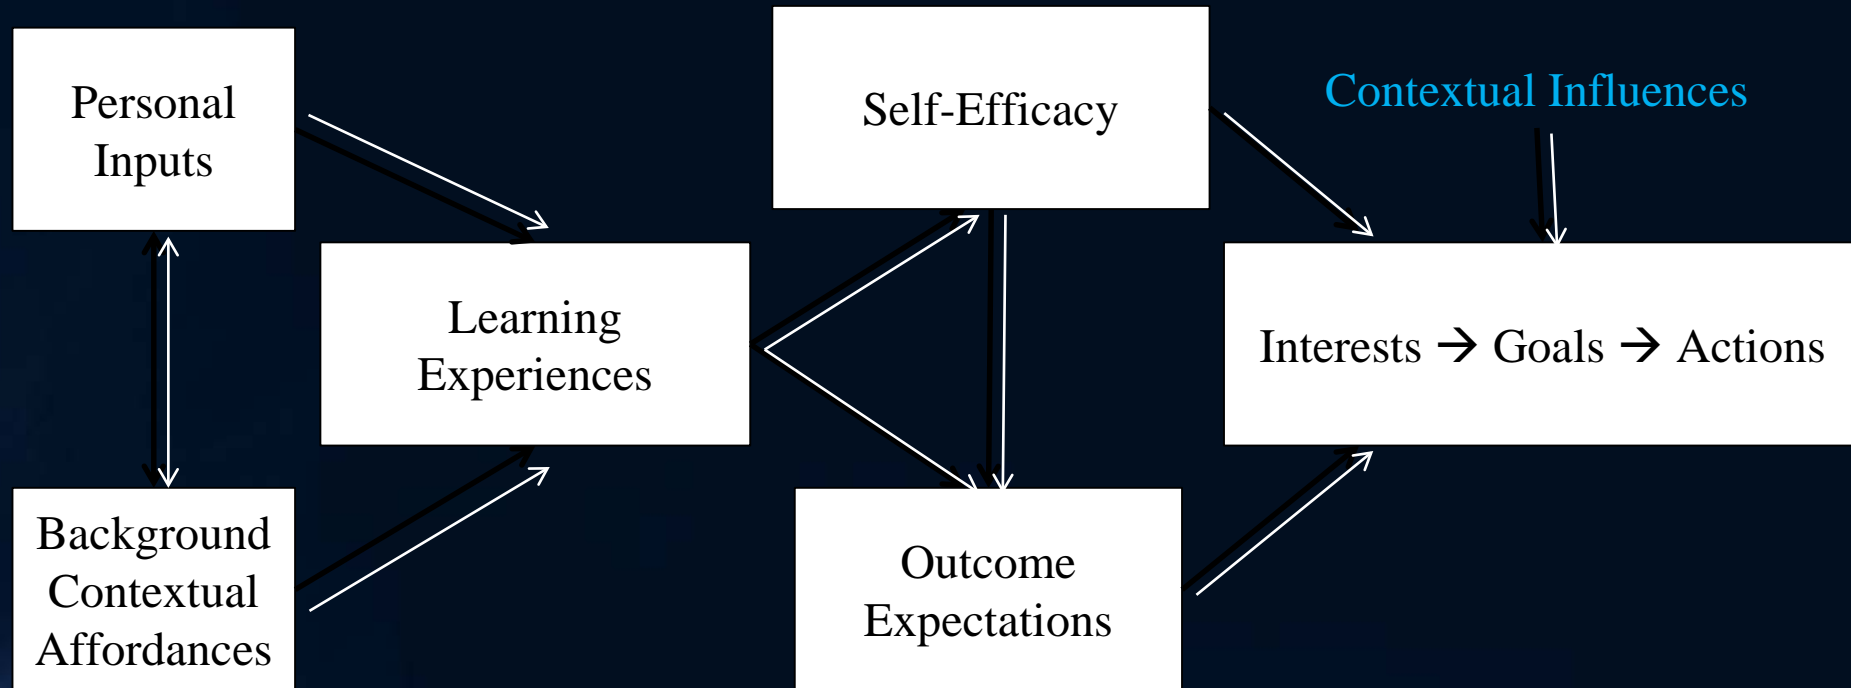 Personal
Inputs
Self-Efficacy
Contextual Influences
Learning
Experiences
Interests → Goals → Actions
Background
Contextual
Affordances
Outcome
Expectations